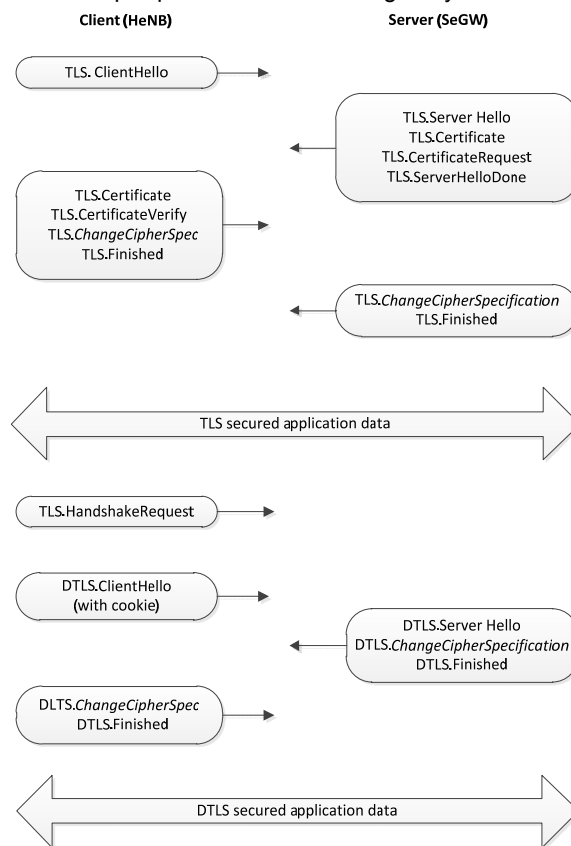 Client (HeNB)
Server (SeGW)
TLS. ClientHello
TLS.Server Hello
TLS.Certificate
TLS.CertificateRequest
TLS.ServerHelloDone
TLS.Certificate
TLS.CertificateVerify
TLS.ChangeCipherSpec
TLS.Finished
TLS.ChangeCipherSpecification
TLS.Finished
TLS secured application data
TLS.HandshakeRequest
DTLS.ClientHello
(with cookie)
DTLS.Server Hello
DTLS.ChangeCipherSpecification
DTLS.Finished
DLTS.ChangeCipherSpec
DTLS.Finished
DTLS secured application data